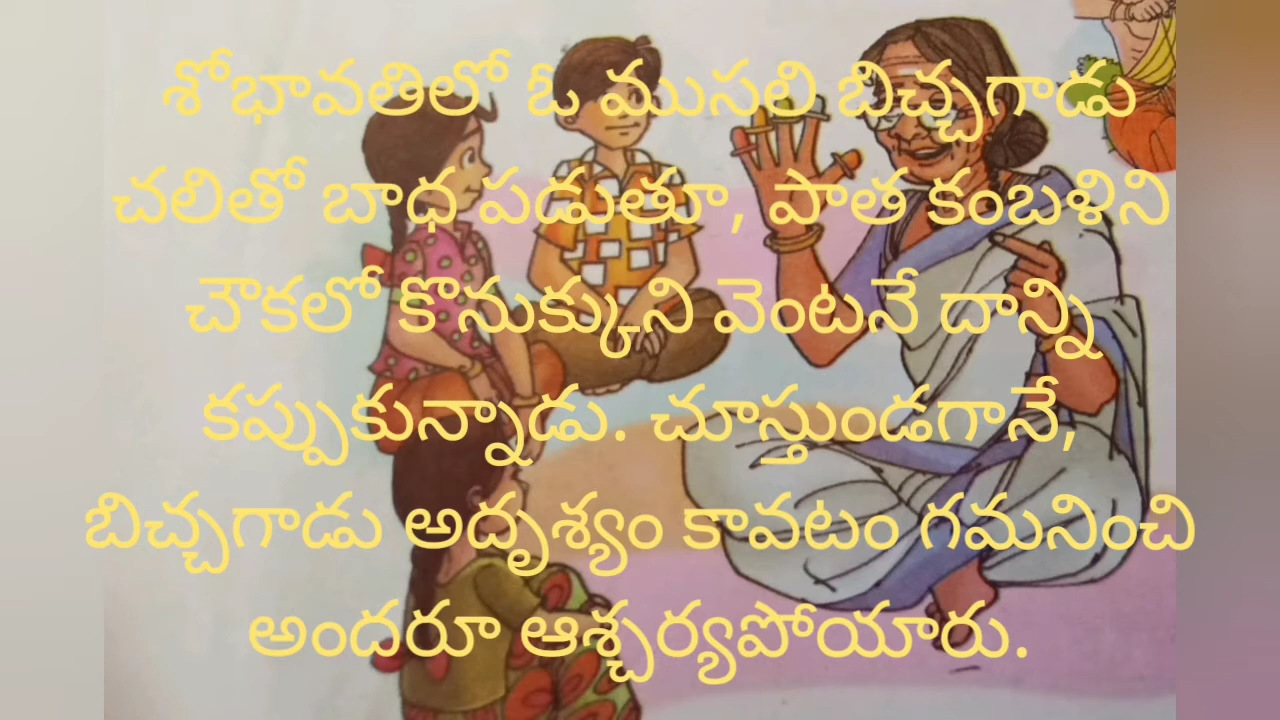 శోభావతిలో ఓ ముసలి బిచ్చగాడు
చలితో బాధ పడుతూ, పాత కంబళిని
చౌకలో కొనుక్కుని వెంటనే దాన్ని
కప్పుకున్నాడు. చూస్తుండగానే,
బిచ్చగాడు అదృశ్యం కావటం గమనించి
అందరూ ఆశ్చర్యపోయారు.